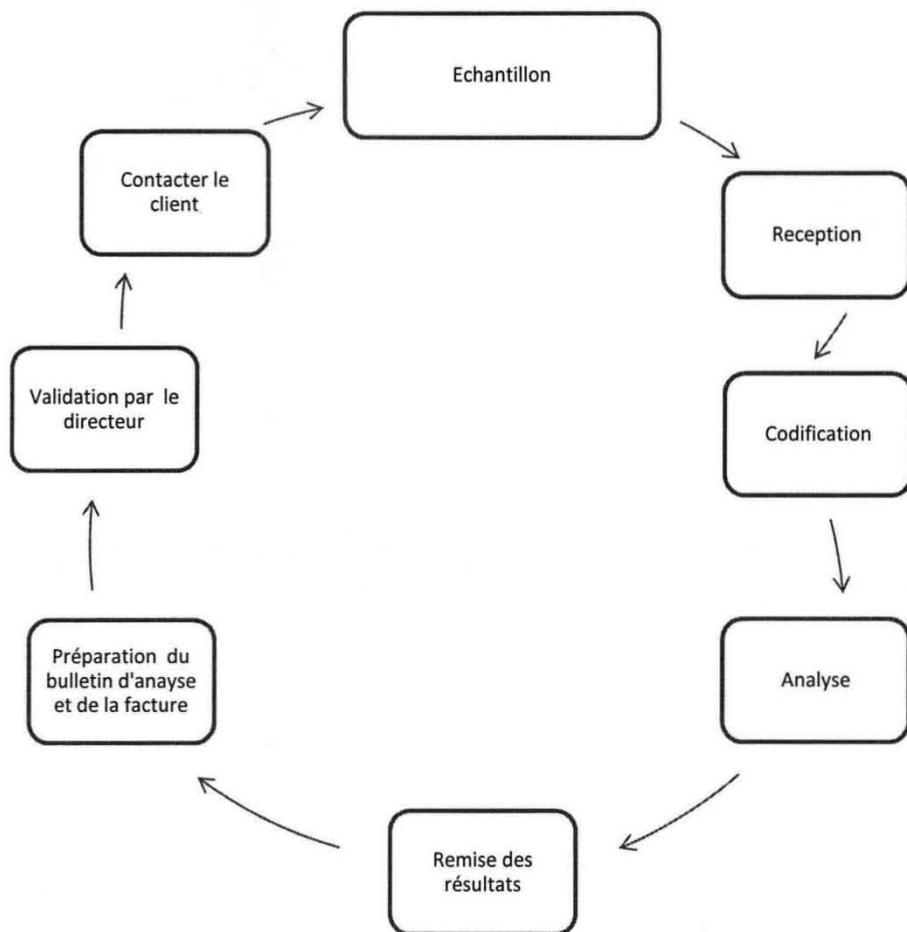 Echantillon
Reception
Codification
Analyse
Remise des
résultats
Préparation du
bulletin d'anayse
et de la facture
Validation par le
directeur
Contacter le
client